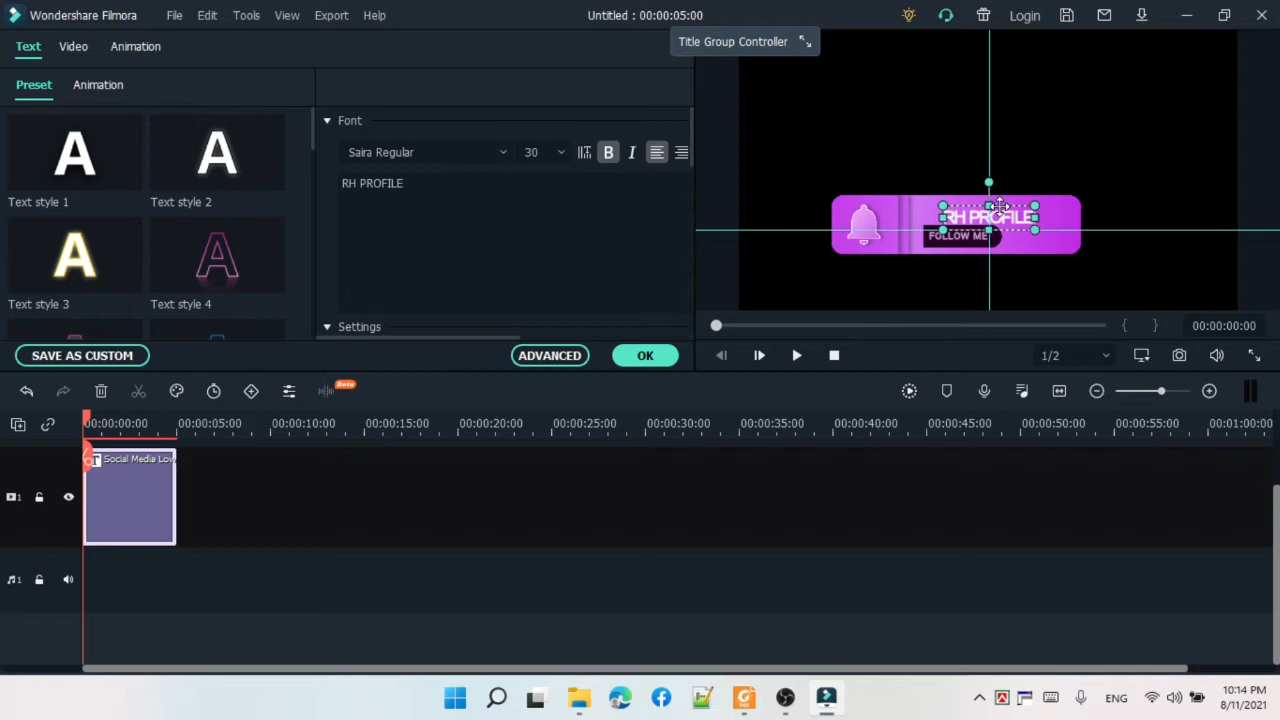 Wondershare Filmora File Edit Tools View Export Help Untitled : 00:00:05:00 Login
Text Video Animation
Title Group Controller
Preset Animation
Font
Saira Regular 30 B I
RH PROFILE
A A
Text style 1 Text style 2
A A
Text style 3 Text style 4
Settings
SAVE AS CUSTOM ADVANCED OK
RH PROFILE
FOLLOW ME
{ } 00:00:00:00
1/2
Beta
00:00:00:00 00:00:05:00 00:00:10:00 00:00:15:00 00:00:20:00 00:00:25:00 00:00:30:00 00:00:35:00 00:00:40:00 00:00:45:00 00:00:50:00 00:00:55:00 00:01:00:00
T Social Media Low
1
1
ENG 10:14 PM
8/11/2021